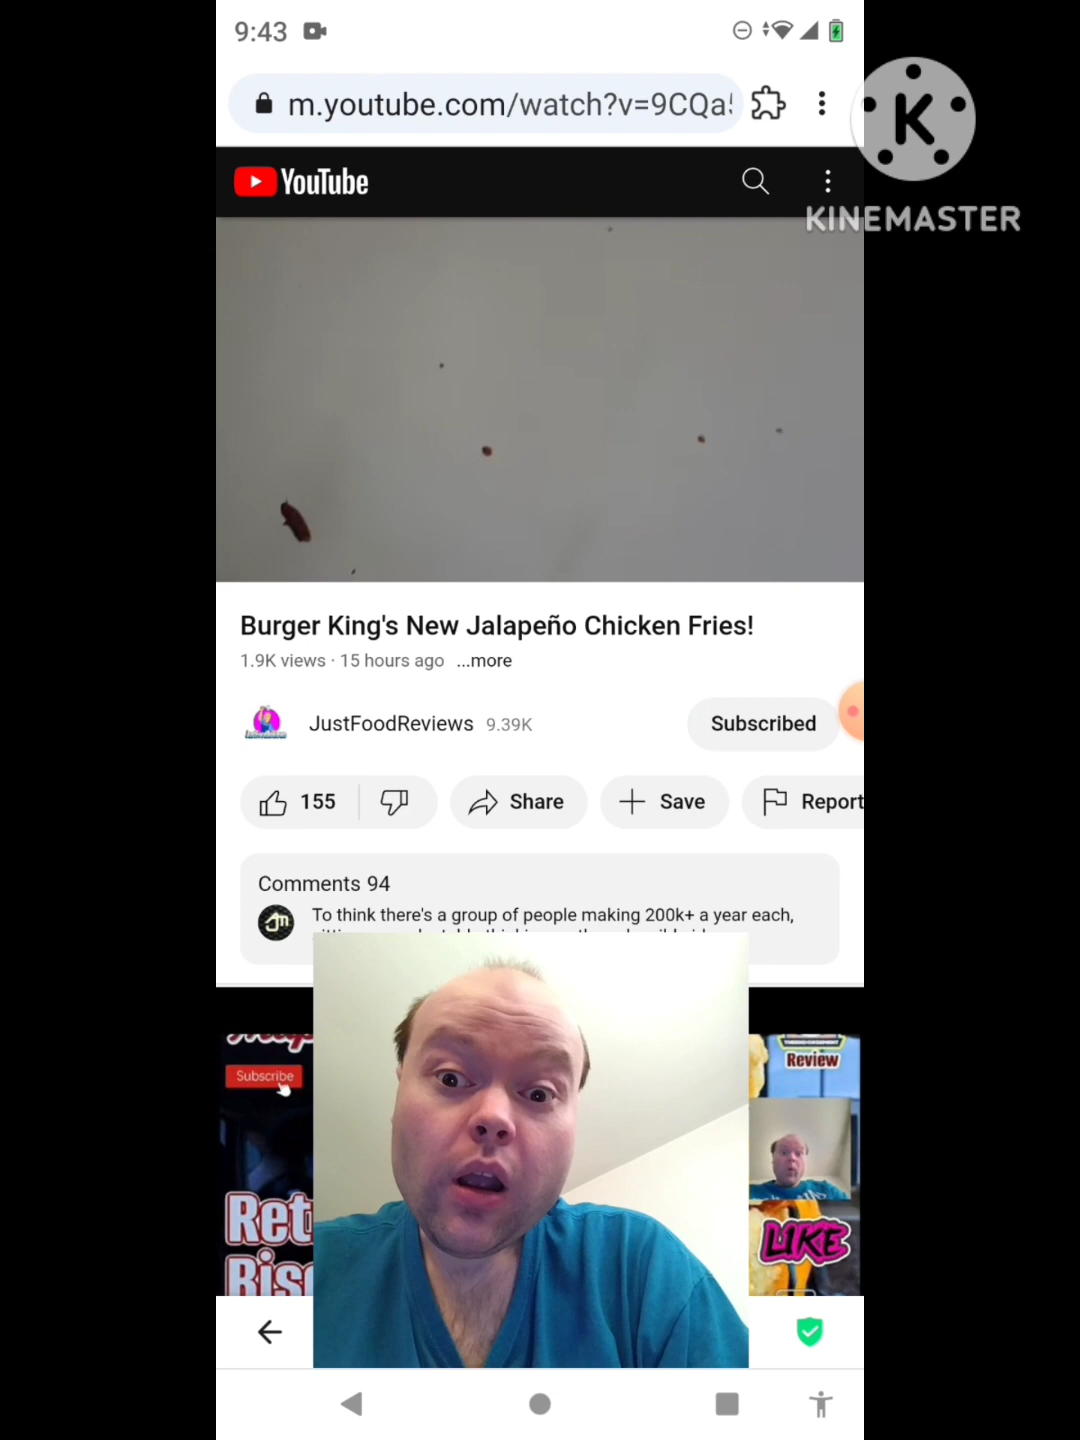 9:43
m.youtube.com/watch?v=9CQa
K
KINEMASTER
YouTube
Burger King's New Jalapeño Chicken Fries!
1.9K views · 15 hours ago ...more
JustFoodReviews 9.39K
Subscribed
155
Share
Save
Report
Comments 94
To think there's a group of people making 200k+ a year each,
Subscribe
Review
Ret
Bis
LIKE